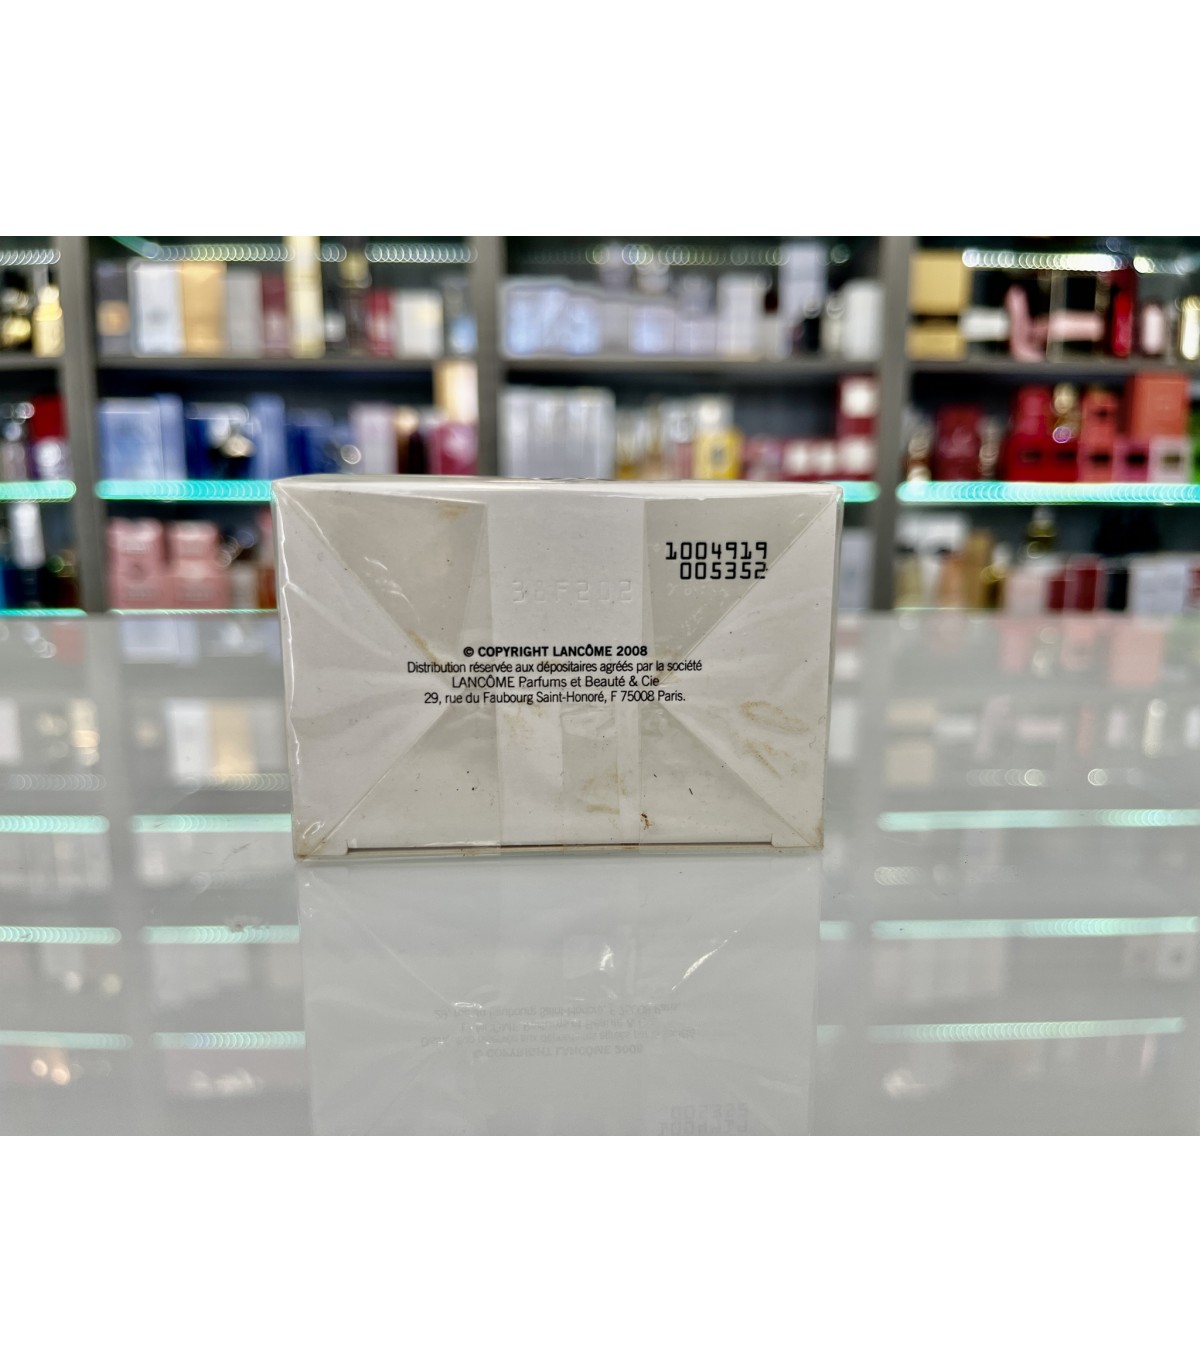 1004919
005352
38F202
© COPYRIGHT LANCÔME 2008
Distribution réservée aux dépositaires agréés par la société
LANCÔME Parfums et Beauté & Cie
29, rue du Faubourg Saint-Honoré, F 75008 Paris.